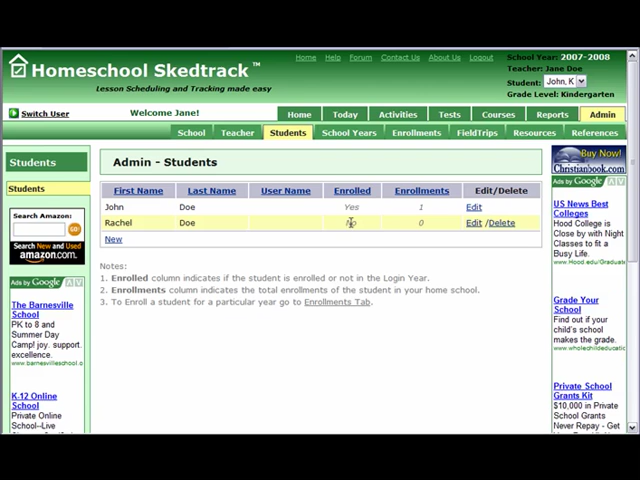 Home Help Forum Contact Us About Us Logout
School Year: 2007-2008
Teacher: Jane Doe
Student: John, K
Grade Level: Kindergarten
Homeschool Skedtrack ™
Lesson Scheduling and Tracking made easy
Switch User
Welcome Jane!
Home Today Activities Tests Courses Reports Admin
School Teacher Students School Years Enrollments FieldTrips Resources References
Students
Students
Search Amazon:
GO
Search New and Used
amazon.com
Ads by Google
The Barnesville
School
PK to 8 and
Summer Day
Camp! joy. support.
excellence.
www.barnesvilleschool.o
K-12 Online
School
Private Online
School--Live
Admin - Students
First Name Last Name User Name Enrolled Enrollments Edit/Delete
John Doe Yes 1 Edit
Rachel Doe No 0 Edit /Delete
New
Notes:
1. Enrolled column indicates if the student is enrolled or not in the Login Year.
2. Enrollments column indicates the total enrollments of the student in your home school.
3. To Enroll a student for a particular year go to Enrollments Tab.
Buy Now!
Christianbook.com
Ads by Google
US News Best
Colleges
Hood College is
Close by with Night
Classes to fit a
Busy Life.
www.Hood.edu/Graduate
Grade Your
School
Find out if your
child's school
makes the grade.
www.wholechildeducatio
Private School
Grants Kit
$10,000 in Private
School Grants
Never Repay - Get